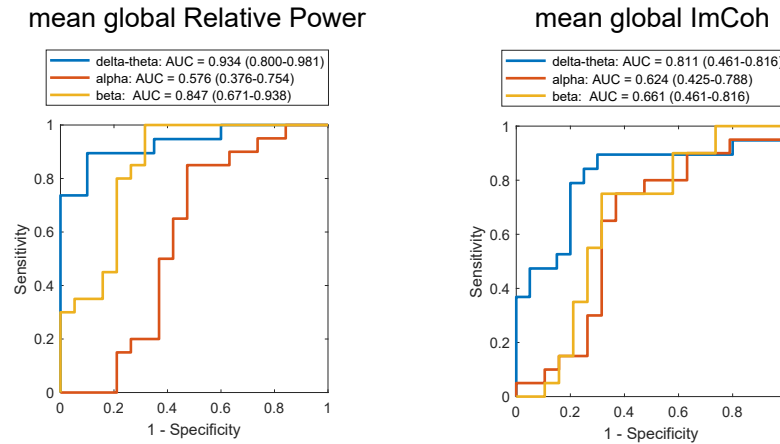 mean global Relative Power
delta-theta: AUC = 0.934 (0.800-0.981)
alpha: AUC = 0.576 (0.376-0.754)
beta: AUC = 0.847 (0.671-0.938)
1
0.8
0.6
0.4
0.2
0
Sensitivity
0 0.2 0.4 0.6 0.8 1
1 - Specificity
mean global ImCoh
delta-theta: AUC = 0.811 (0.461-0.816)
alpha: AUC = 0.624 (0.425-0.788)
beta: AUC = 0.661 (0.461-0.816)
1
0.8
0.6
0.4
0.2
0
Sensitivity
0 0.2 0.4 0.6 0.8
1 - Specificity